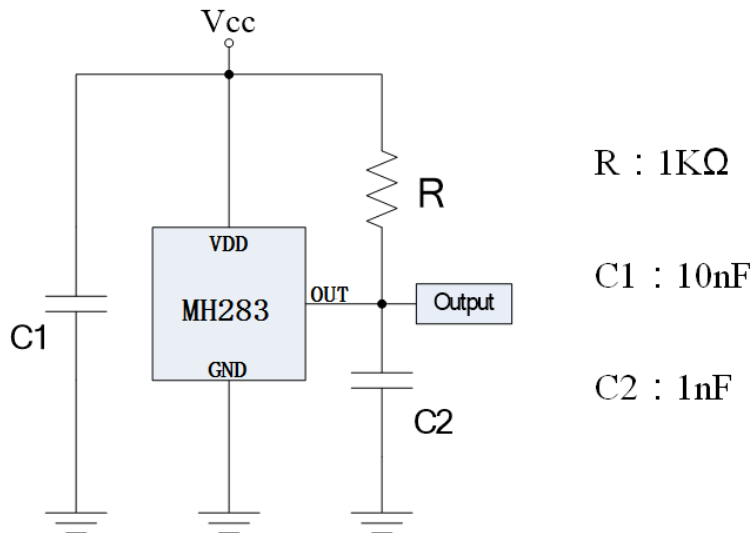 Vcc
R：1KΩ
R
VDD
OUT
Output
MH283
C1：10nF
C1
GND
C2：1nF
C2